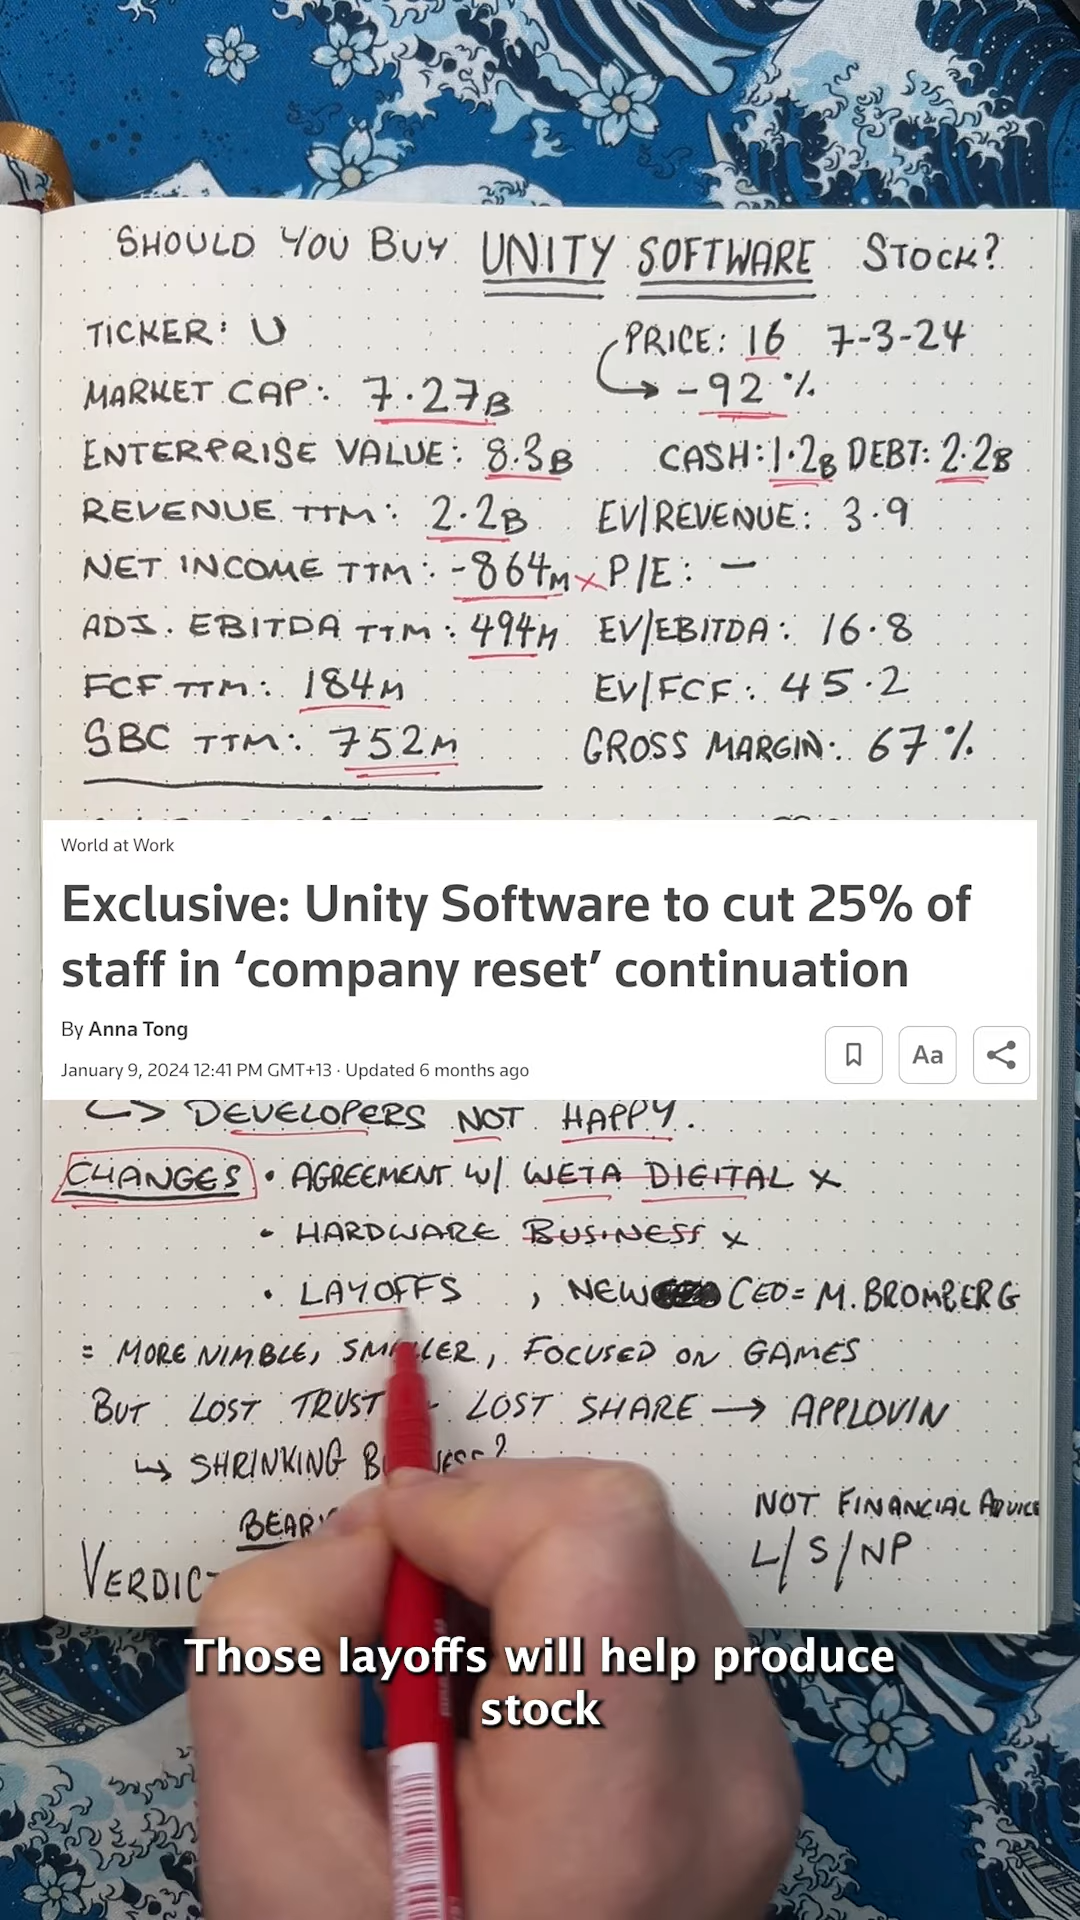 SHOULD YOU BUY UNITY SOFTWARE STOCK?
TICKER: U
PRICE: 16 7-3-24
-92%
MARKET CAP: 7.27B
ENTERPRISE VALUE: 8.3B CASH: 1.2B DEBT: 2.2B
REVENUE TTM: 2.2B EV/REVENUE: 3.9
NET INCOME TTM: -864M x P/E: —
ADJ. EBITDA TTM: 494M EV/EBITDA: 16.8
FCF TTM: 184M EV/FCF: 45.2
SBC TTM: 752M GROSS MARGIN: 67%
World at Work
Exclusive: Unity Software to cut 25% of
staff in ‘company reset’ continuation
By Anna Tong
January 9, 2024 12:41 PM GMT+13 · Updated 6 months ago
Aa
↳ DEVELOPERS NOT HAPPY.
CHANGES • AGREEMENT W/ WETA DIGITAL X
• HARDWARE BUSINESS X
• LAYOFFS , NEW CEO = M. BROMBERG
= MORE NIMBLE, SMALLER, FOCUSED ON GAMES
BUT LOST TRUST LOST SHARE → APPLOVIN
↳ SHRINKING
NOT FINANCIAL ADVICE
L/S/NP
Those layoffs will help produce
stock